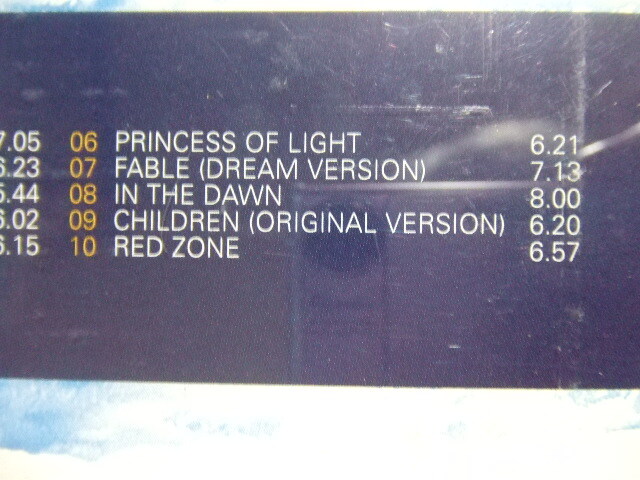 7.05 06 PRINCESS OF LIGHT 6.21
6.23 07 FABLE (DREAM VERSION) 7.13
5.44 08 IN THE DAWN 8.00
6.02 09 CHILDREN (ORIGINAL VERSION) 6.20
6.15 10 RED ZONE 6.57